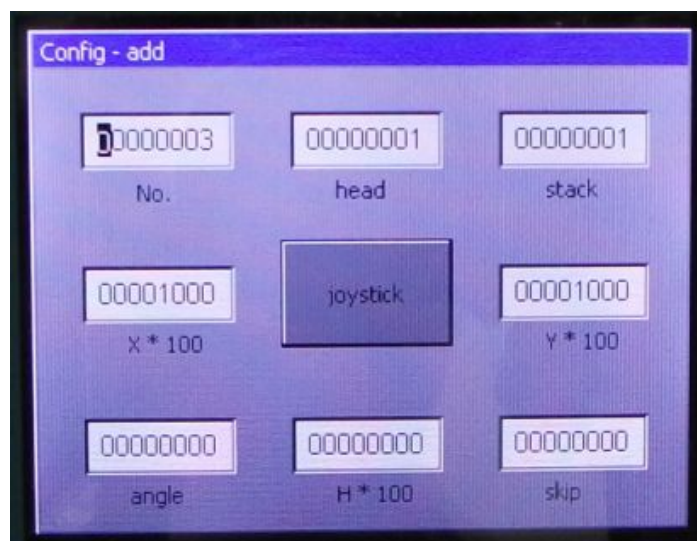 Config - add
00000003 00000001 00000001
No. head stack
00001000 joystick 00001000
X * 100 Y * 100
00000000 00000000 00000000
angle H * 100 skip